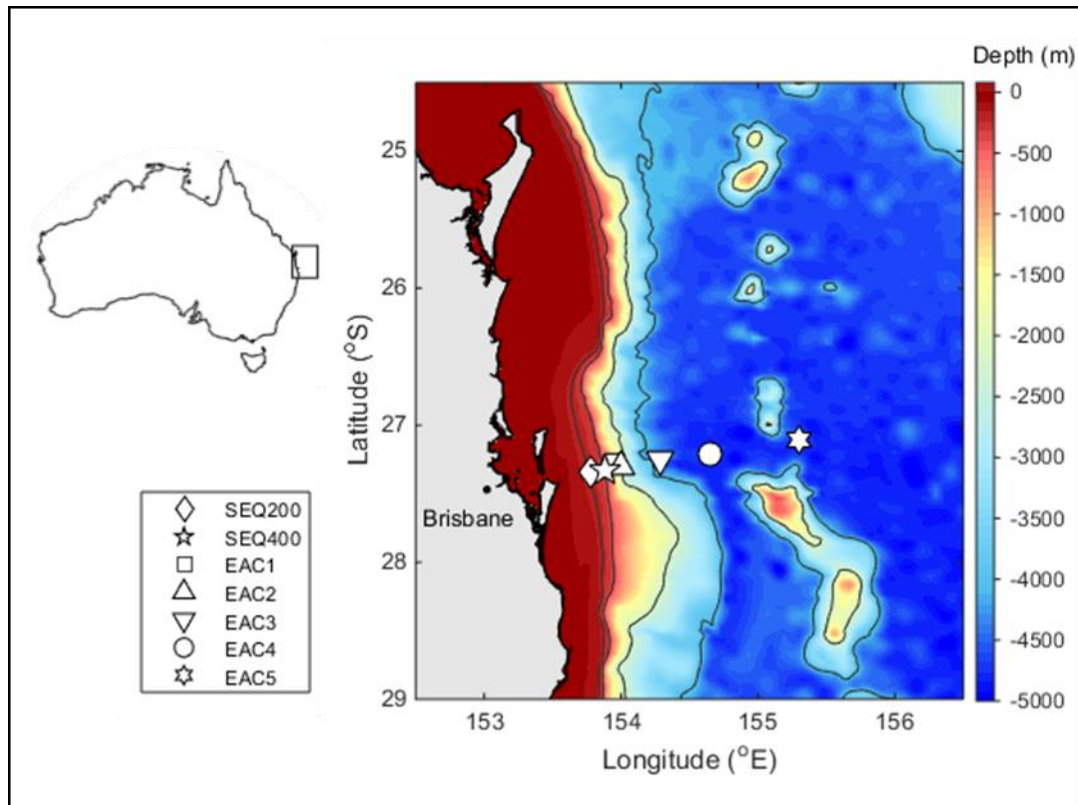 Depth (m)
0
-500
-1000
-1500
-2000
-2500
-3000
-3500
-4000
-4500
-5000
25
26
27
28
29
Latitude (°S)
Brisbane
153
154
155
156
Longitude (°E)
SEQ200
SEQ400
EAC1
EAC2
EAC3
EAC4
EAC5